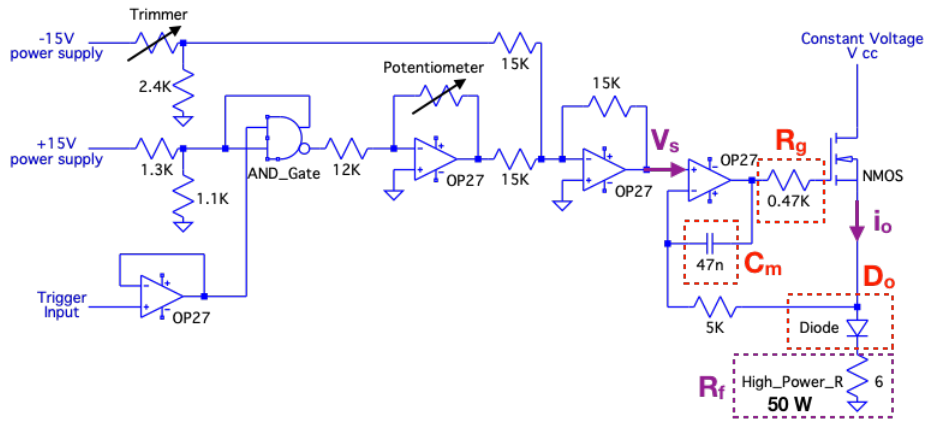 Trimmer
-15V
power supply
2.4K
15K
Potentiometer
15K
Constant Voltage
V cc
+15V
power supply
1.3K
1.1K
AND_Gate
12K
OP27
15K
OP27
Vs
OP27
Rg
0.47K
NMOS
io
47n
Cm
Do
Trigger
Input
OP27
5K
Diode
Rf
High_Power_R
6
50 W